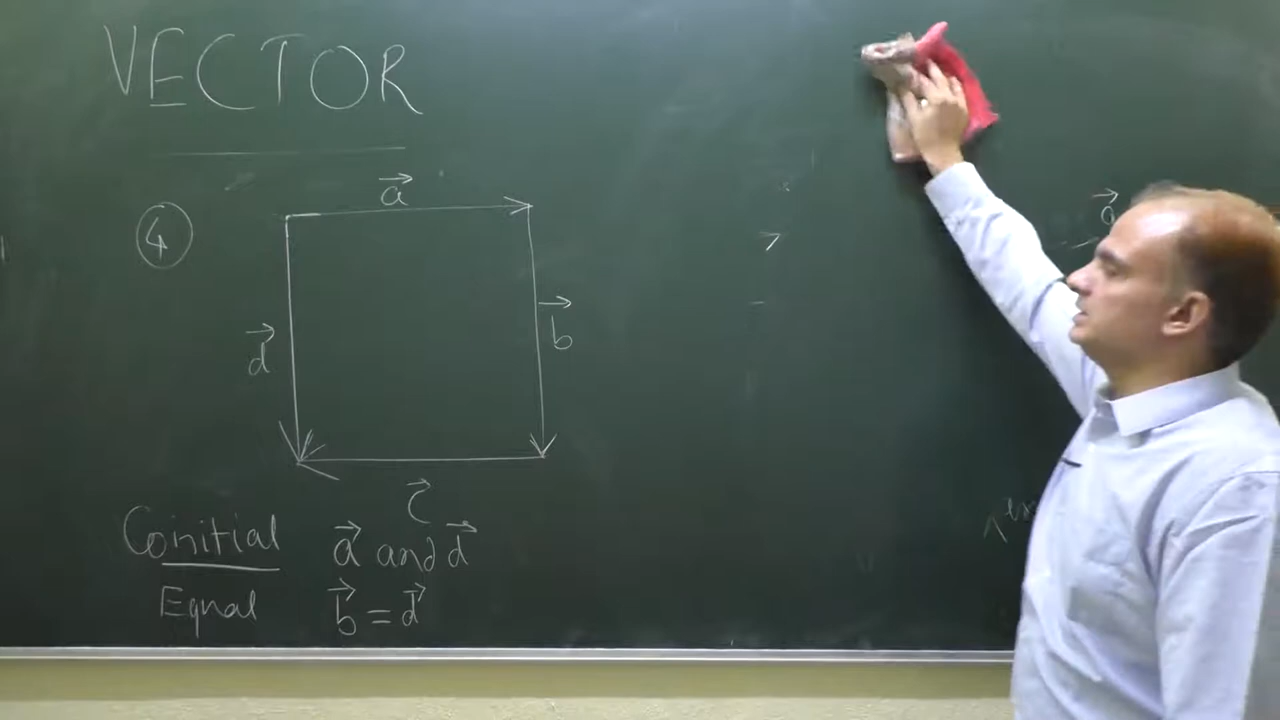 VECTOR
④
a⃗
d⃗
b⃗
c⃗
Coinitial a⃗ and d⃗
Equal b⃗ = d⃗
a⃗